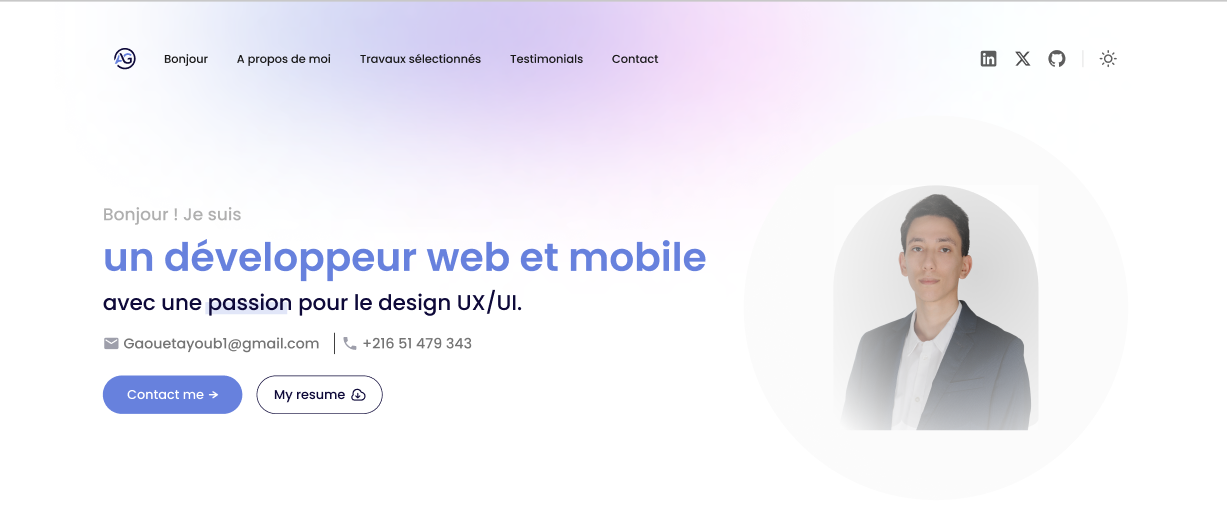 AG Bonjour A propos de moi Travaux sélectionnés Testimonials Contact
Bonjour ! Je suis
un développeur web et mobile
avec une passion pour le design UX/UI.
Gaouetayoub1@gmail.com +216 51 479 343
Contact me → My resume